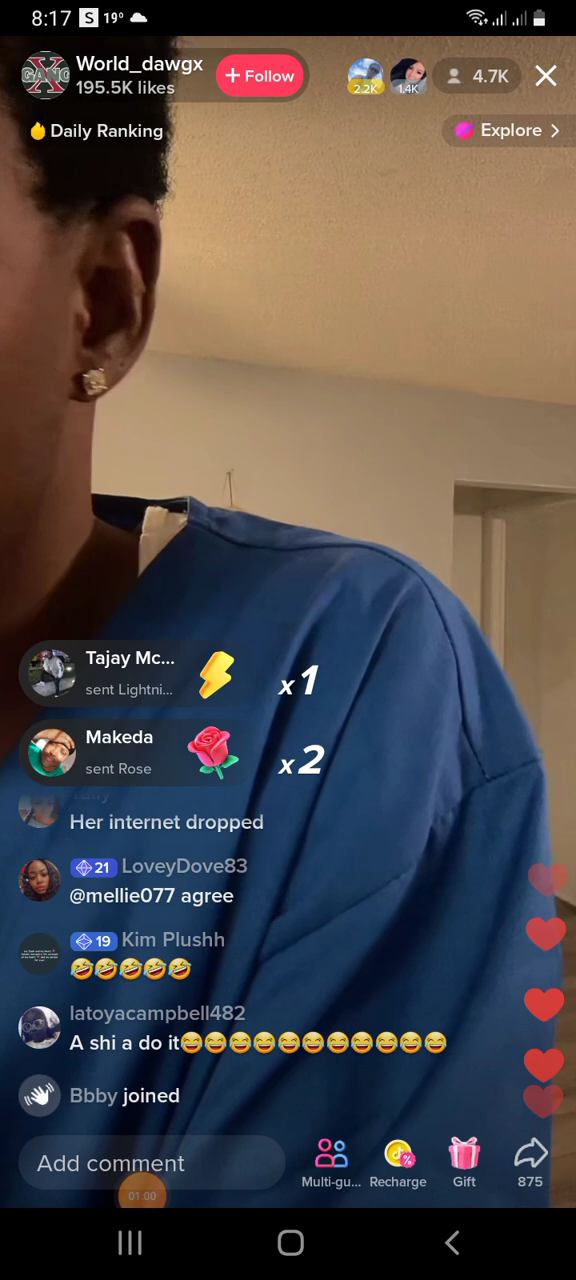 8:17 S 19°
World_dawgx
195.5K likes
+ Follow
2.2K
1.4K
4.7K
Daily Ranking
Explore >
GANG
X
Tajay Mc...
sent Lightni...
x1
Makeda
sent Rose
x2
Her internet dropped
21 LoveyDove83
@mellie077 agree
19 Kim Plushh
🤣🤣🤣🤣🤣
latoyacampbell482
A shi a do it😂😂😂😂😂😂😂😂😂😂😂
Bbby joined
Add comment
Multi-gu...
Recharge
Gift
875
01:00